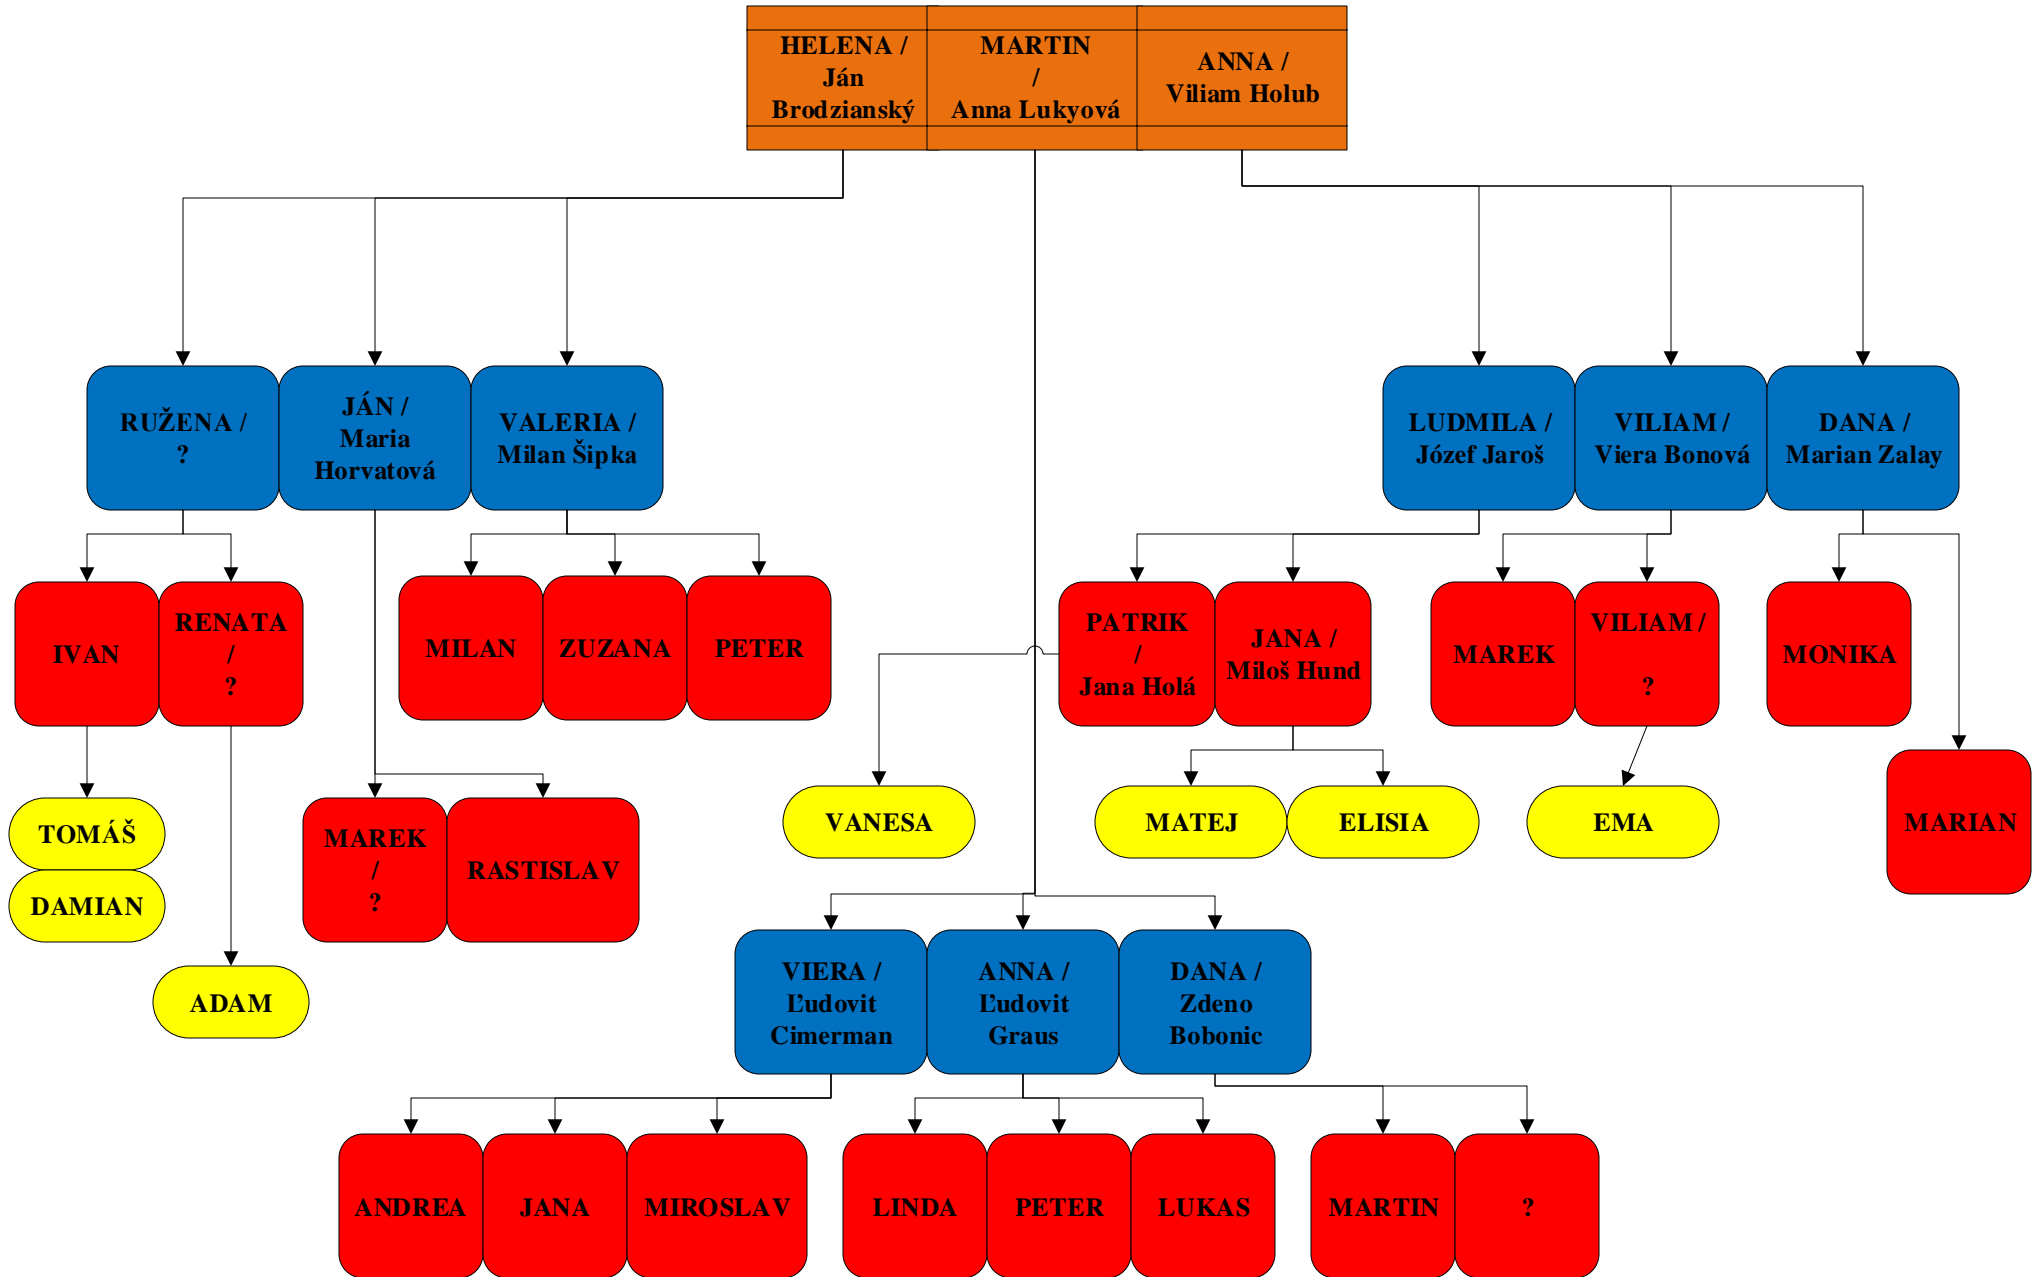 HELENA /
Ján
Brodzianský
MARTIN
/
Anna Lukyová
ANNA /
Viliam Holub
RUŽENA /
?
JÁN /
Maria
Horvatová
VALERIA /
Milan Šipka
LUDMILA /
Józef Jaroš
VILIAM /
Viera Bonová
DANA /
Marian Zalay
IVAN
RENATA
/
?
MILAN
ZUZANA
PETER
PATRIK
/
Jana Holá
JANA /
Miloš Hund
MAREK
VILIAM /
?
MONIKA
MARIAN
TOMÁŠ
DAMIAN
ADAM
MAREK
/
?
RASTISLAV
VANESA
MATEJ
ELISIA
EMA
VIERA /
Ľudovit
Cimerman
ANNA /
Ľudovit
Graus
DANA /
Zdeno
Bobonic
ANDREA
JANA
MIROSLAV
LINDA
PETER
LUKAS
MARTIN
?